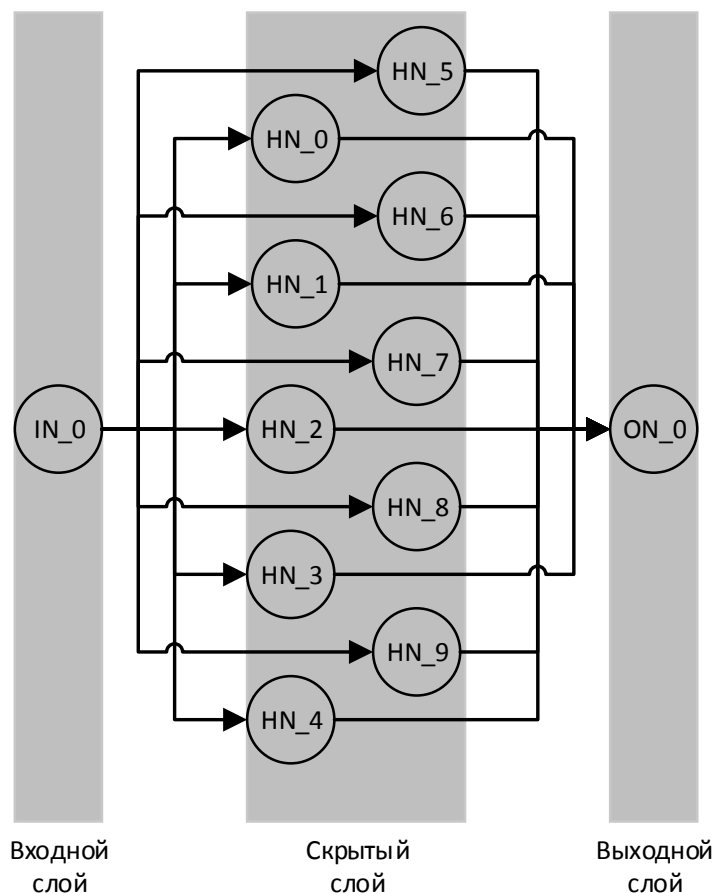 HN_5
HN_0
HN_6
HN_1
HN_7
IN_0
HN_2
ON_0
HN_8
HN_3
HN_9
HN_4
Входной
слой
Скрытый
слой
Выходной
слой